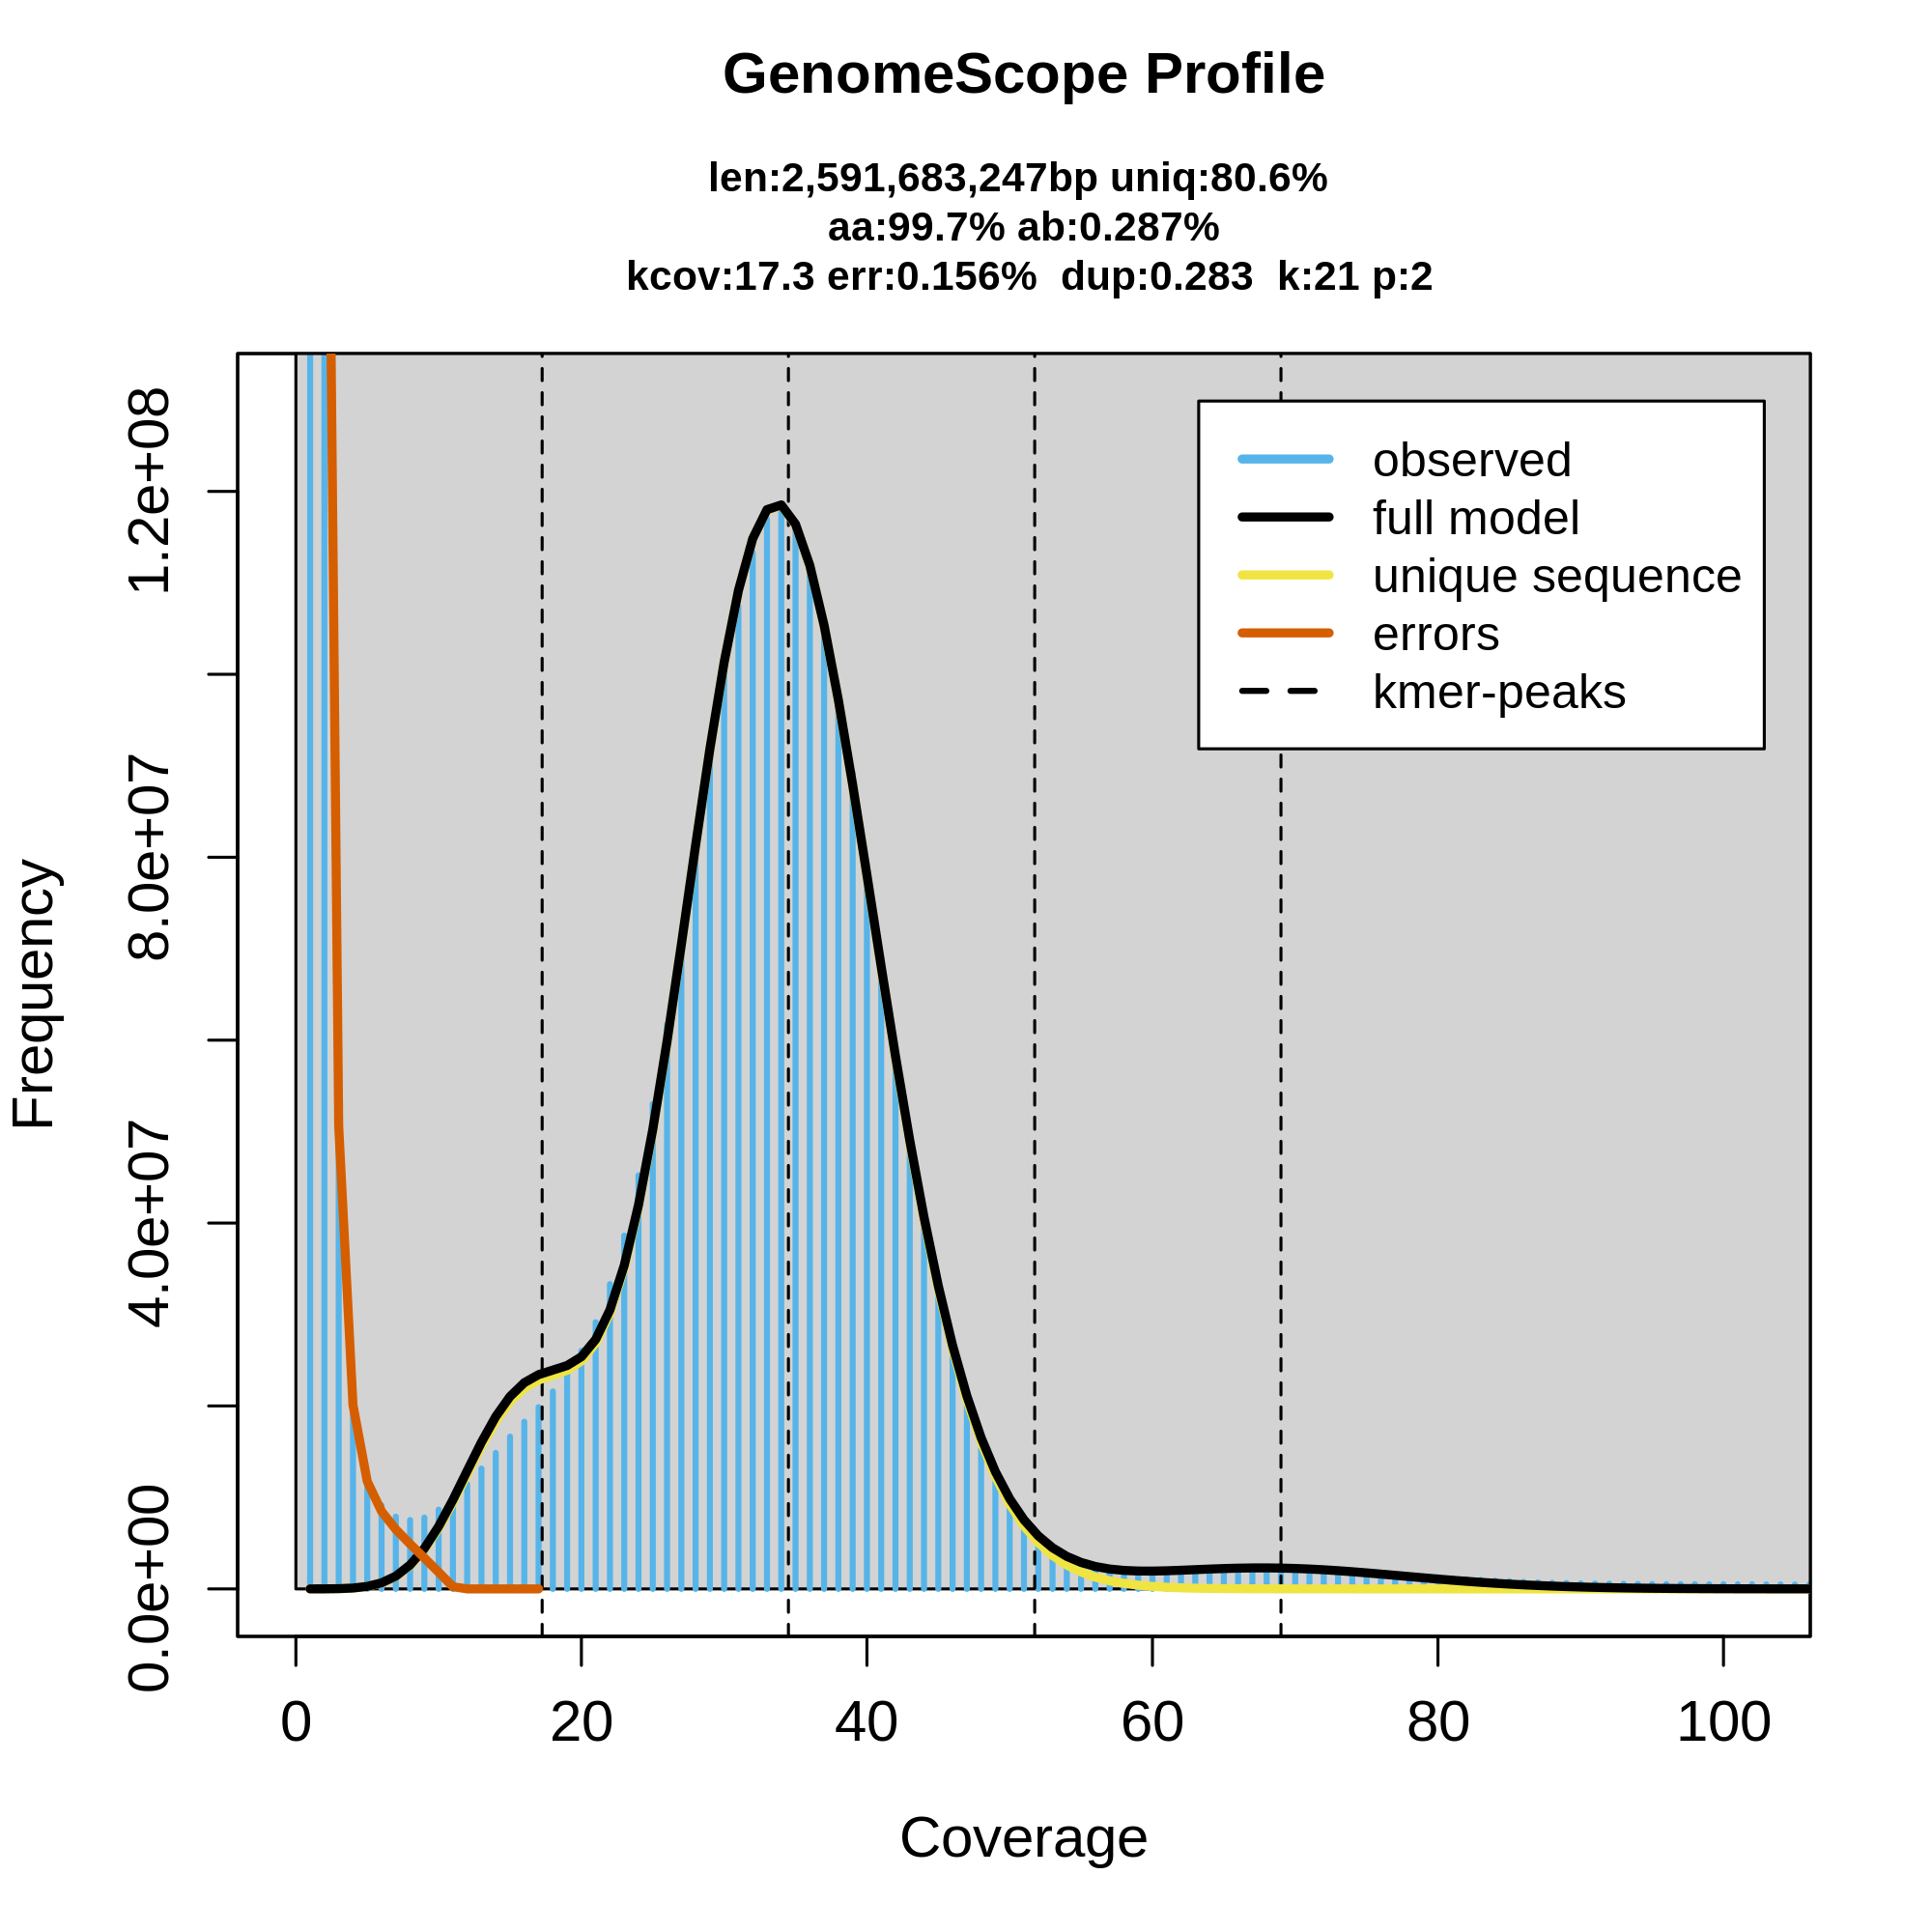 GenomeScope Profile
len:2,591,683,247bp uniq:80.6%
aa:99.7% ab:0.287%
kcov:17.3 err:0.156%  dup:0.283  k:21 p:2
observed
full model
unique sequence
errors
kmer-peaks
Frequency
1.2e+08
8.0e+07
4.0e+07
0.0e+00
0 20 40 60 80 100
Coverage